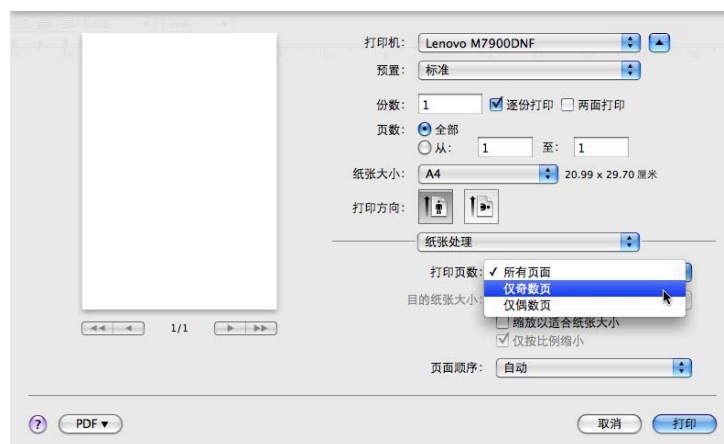 打印机: Lenovo M7900DNF
预置: 标准
份数: 1 逐份打印 两面打印
页数: 全部
从: 1 至: 1
纸张大小: A4 20.99 x 29.70 厘米
打印方向:
纸张处理
打印页数: ✓ 所有页面
仅奇数页
目的纸张大小:
仅偶数页
缩放以适合纸张大小
1/1
仅按比例缩小
页面顺序: 自动
? PDF ▼ 取消 打印